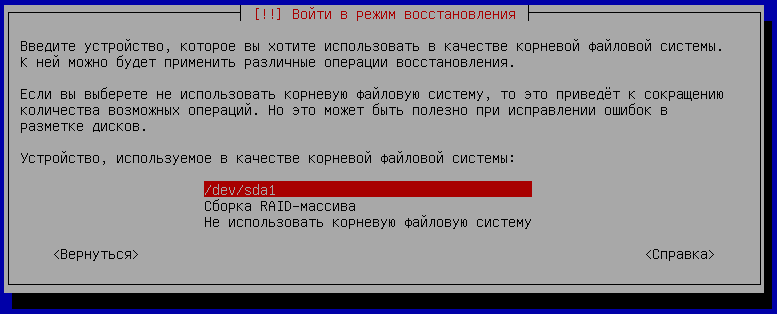 [!!] Войти в режим восстановления
Введите устройство, которое вы хотите использовать в качестве корневой файловой системы.
К ней можно будет применить различные операции восстановления.
Если вы выберете не использовать корневую файловую систему, то это приведёт к сокращению
количества возможных операций. Но это может быть полезно при исправлении ошибок в
разметке дисков.
Устройство, используемое в качестве корневой файловой системы:
/dev/sda1
Сборка RAID-массива
Не использовать корневую файловую систему
<Вернуться> <Справка>